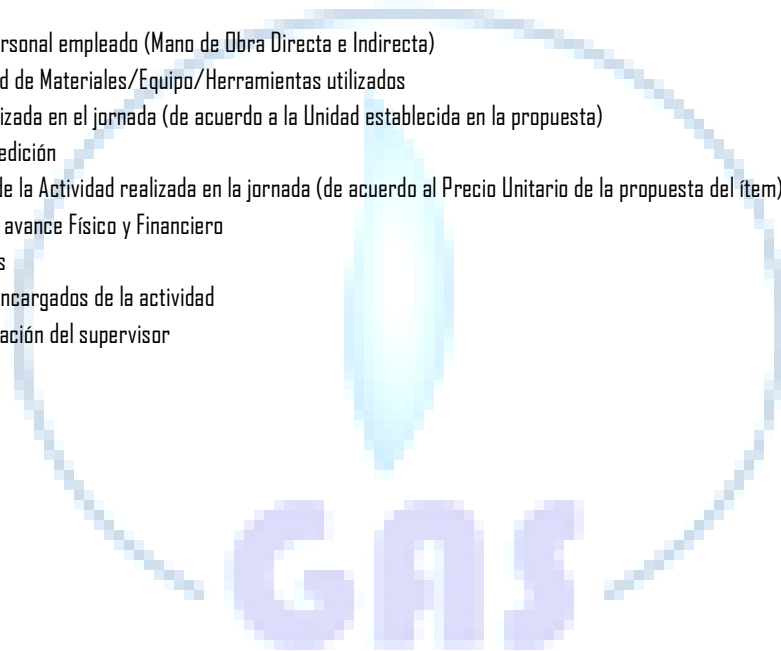 rsonal empleado (Mano de Obra Directa e Indirecta)
d de Materiales/Equipo/Herramientas utilizados
izada en el jornada (de acuerdo a la Unidad establecida en la propuesta)
edición
de la Actividad realizada en la jornada (de acuerdo al Precio Unitario de la propuesta del ítem)
avance Físico y Financiero
s
ncargados de la actividad
ación del supervisor
GAS